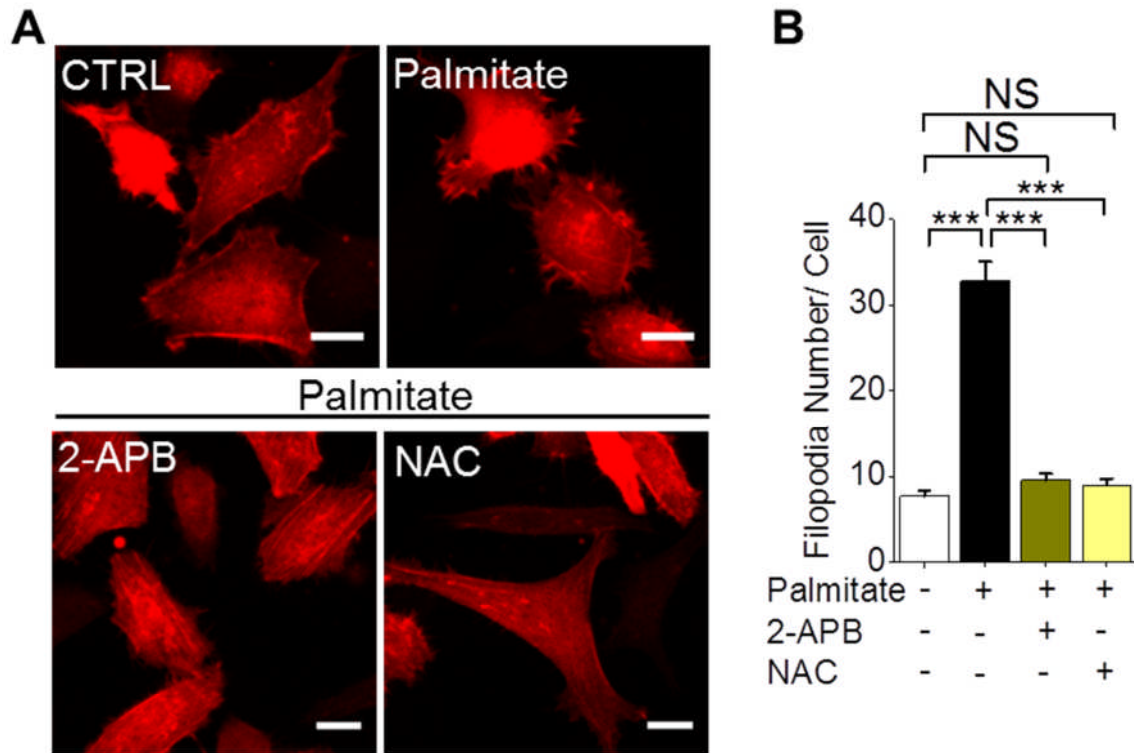 A
CTRL
Palmitate
Palmitate
2-APB
NAC
B
NS
NS
***
*** ***
Filopodia Number/ Cell
40
30
20
10
0
Palmitate - + + +
2-APB - - + -
NAC - - - +